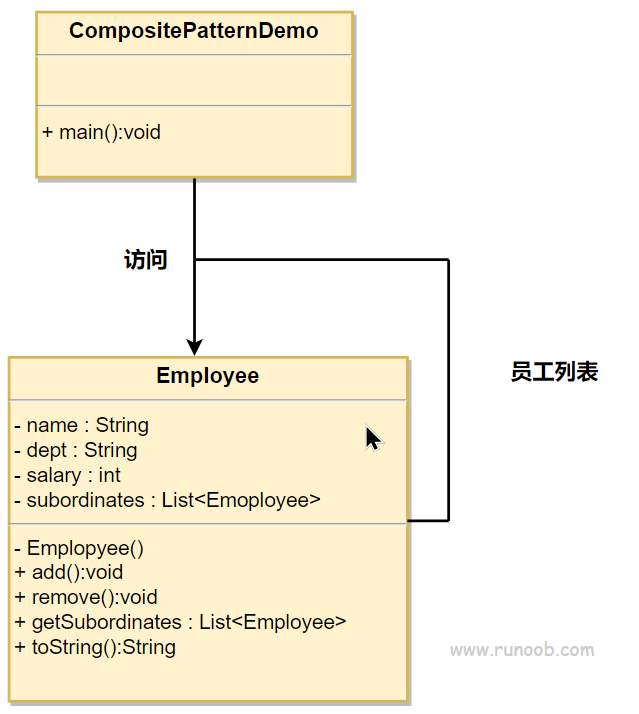 CompositePatternDemo
+ main():void
访问
员工列表
Employee
- name : String
- dept : String
- salary : int
- subordinates : List<Emoployee>
- Emplopyee()
+ add():void
+ remove():void
+ getSubordinates : List<Employee>
+ toString():String
www.runoob.com